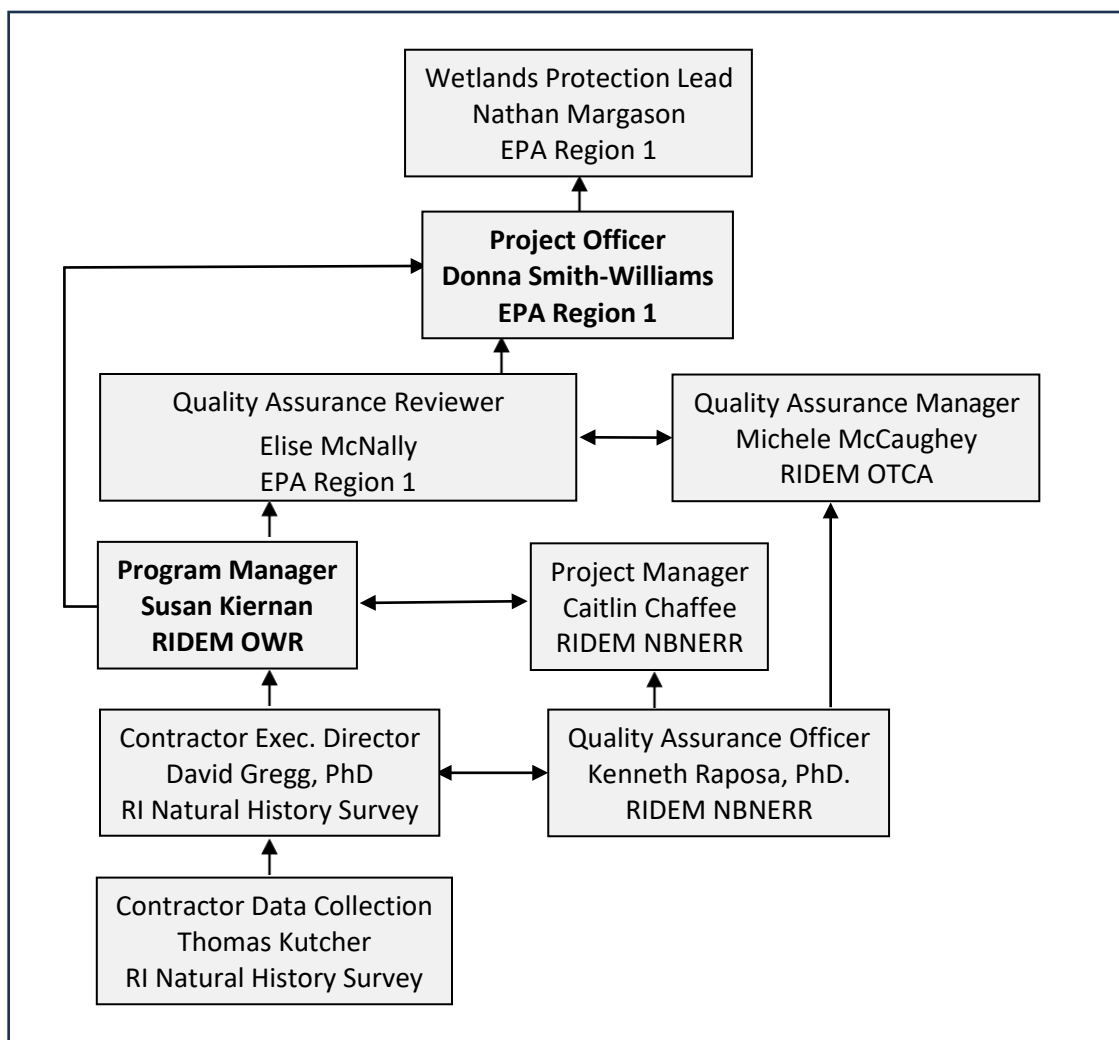 Wetlands Protection Lead
Nathan Margason
EPA Region 1
Project Officer
Donna Smith-Williams
EPA Region 1
Quality Assurance Reviewer
Elise McNally
EPA Region 1
Quality Assurance Manager
Michele McCaughey
RIDEM OTCA
Program Manager
Susan Kiernan
RIDEM OWR
Project Manager
Caitlin Chaffee
RIDEM NBNERR
Contractor Exec. Director
David Gregg, PhD
RI Natural History Survey
Quality Assurance Officer
Kenneth Raposa, PhD.
RIDEM NBNERR
Contractor Data Collection
Thomas Kutcher
RI Natural History Survey